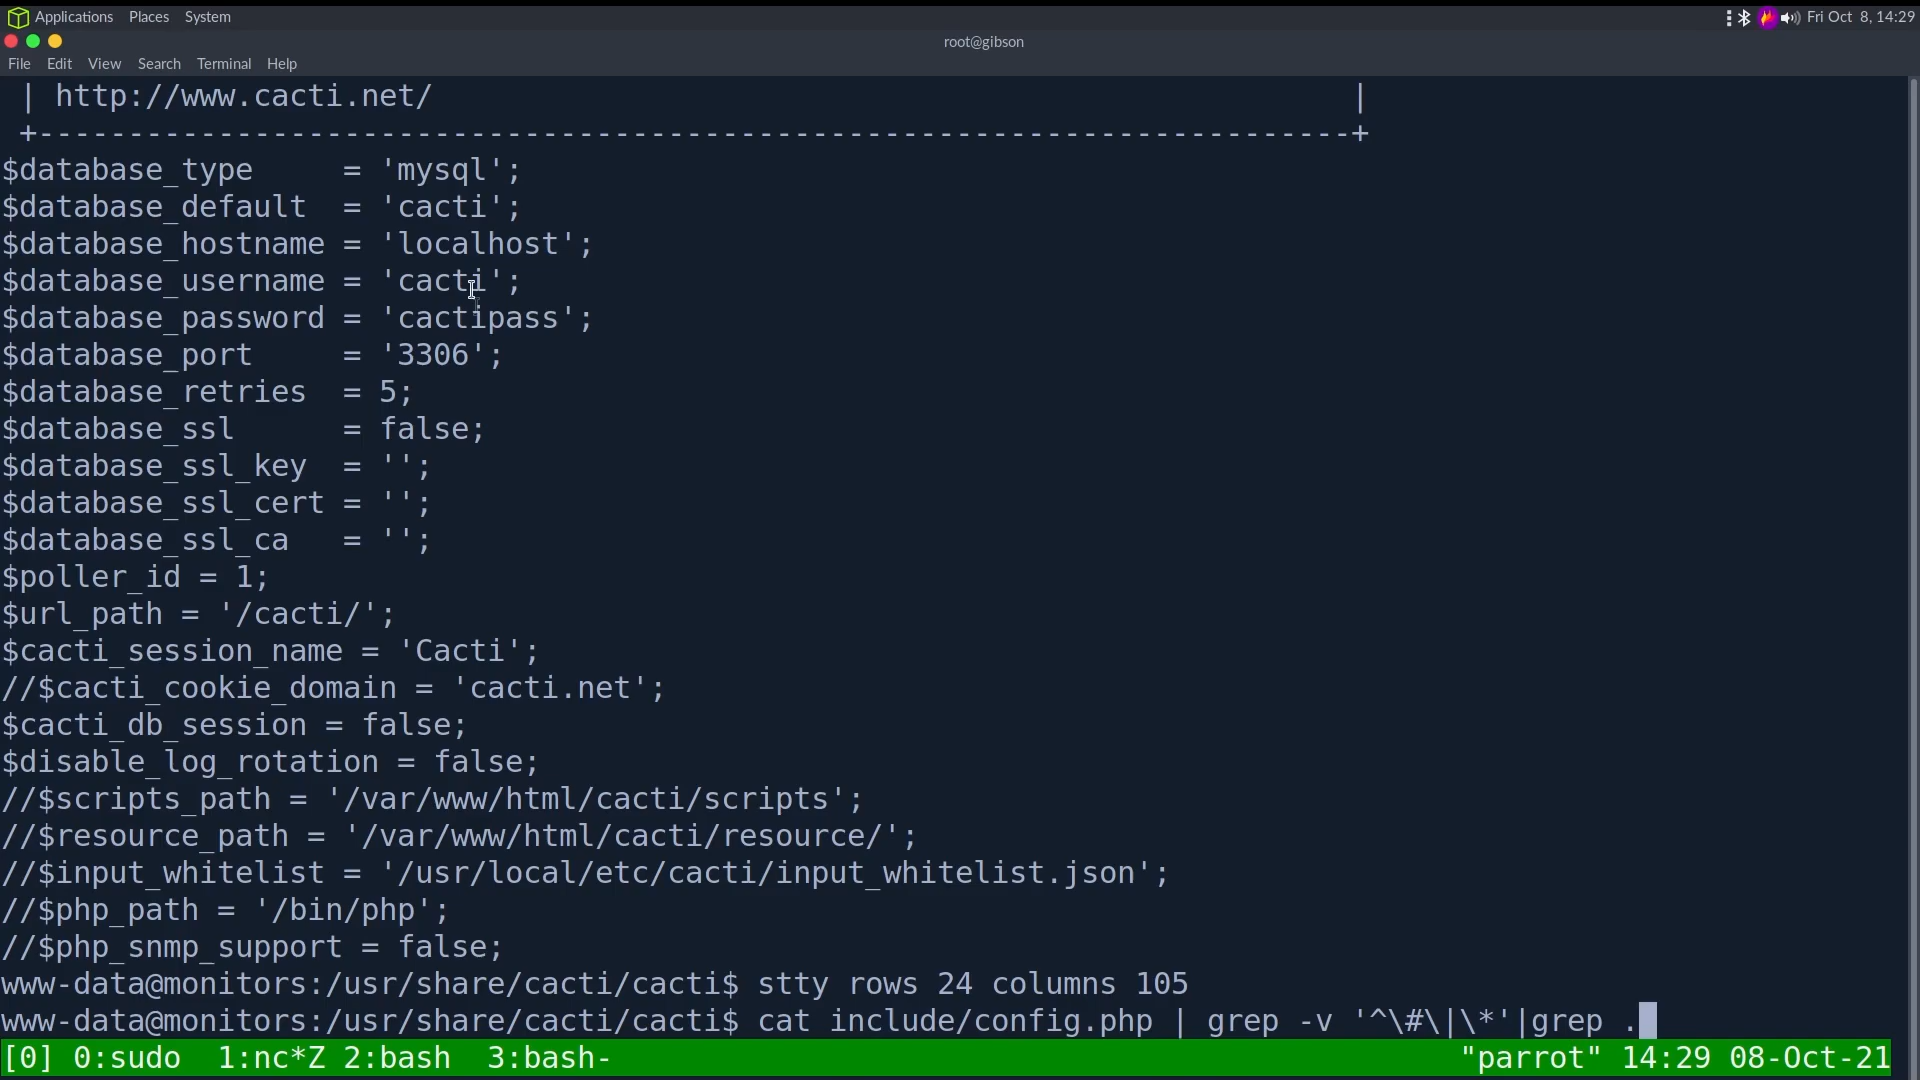 Applications Places System
Fri Oct 8, 14:29
root@gibson
File Edit View Search Terminal Help
| http://www.cacti.net/ |
+-------------------------------------------------------------------------+
$database_type     = 'mysql';
$database_default  = 'cacti';
$database_hostname = 'localhost';
$database_username = 'cacti';
$database_password = 'cactipass';
$database_port     = '3306';
$database_retries  = 5;
$database_ssl      = false;
$database_ssl_key  = '';
$database_ssl_cert = '';
$database_ssl_ca   = '';
$poller_id = 1;
$url_path = '/cacti/';
$cacti_session_name = 'Cacti';
//$cacti_cookie_domain = 'cacti.net';
$cacti_db_session = false;
$disable_log_rotation = false;
//$scripts_path = '/var/www/html/cacti/scripts';
//$resource_path = '/var/www/html/cacti/resource/';
//$input_whitelist = '/usr/local/etc/cacti/input_whitelist.json';
//$php_path = '/bin/php';
//$php_snmp_support = false;
www-data@monitors:/usr/share/cacti/cacti$ stty rows 24 columns 105
www-data@monitors:/usr/share/cacti/cacti$ cat include/config.php | grep -v '^\#\|\*'|grep .
[0] 0:sudo  1:nc*Z 2:bash  3:bash- "parrot" 14:29 08-Oct-21